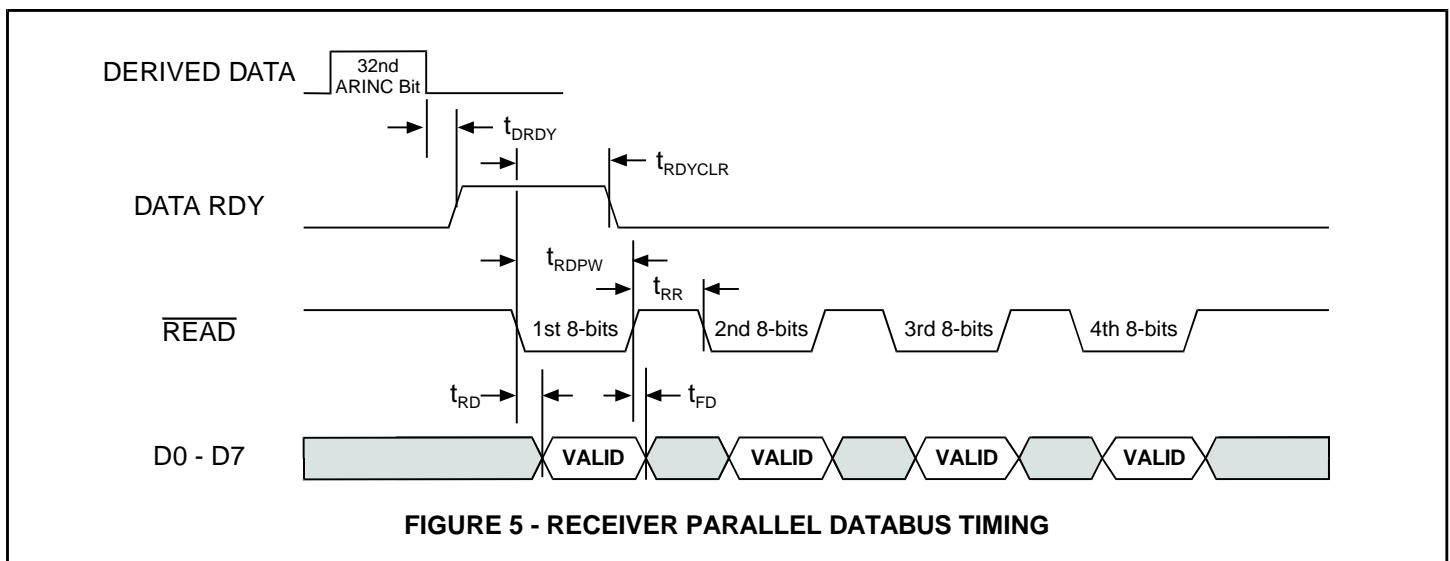 DERIVED DATA
32nd
ARINC Bit
tDRDY
tRDYCLR
DATA RDY
tRDPW
tRR
READ
1st 8-bits
2nd 8-bits
3rd 8-bits
4th 8-bits
tRD
tFD
D0 - D7
VALID
VALID
VALID
VALID
FIGURE 5 - RECEIVER PARALLEL DATABUS TIMING